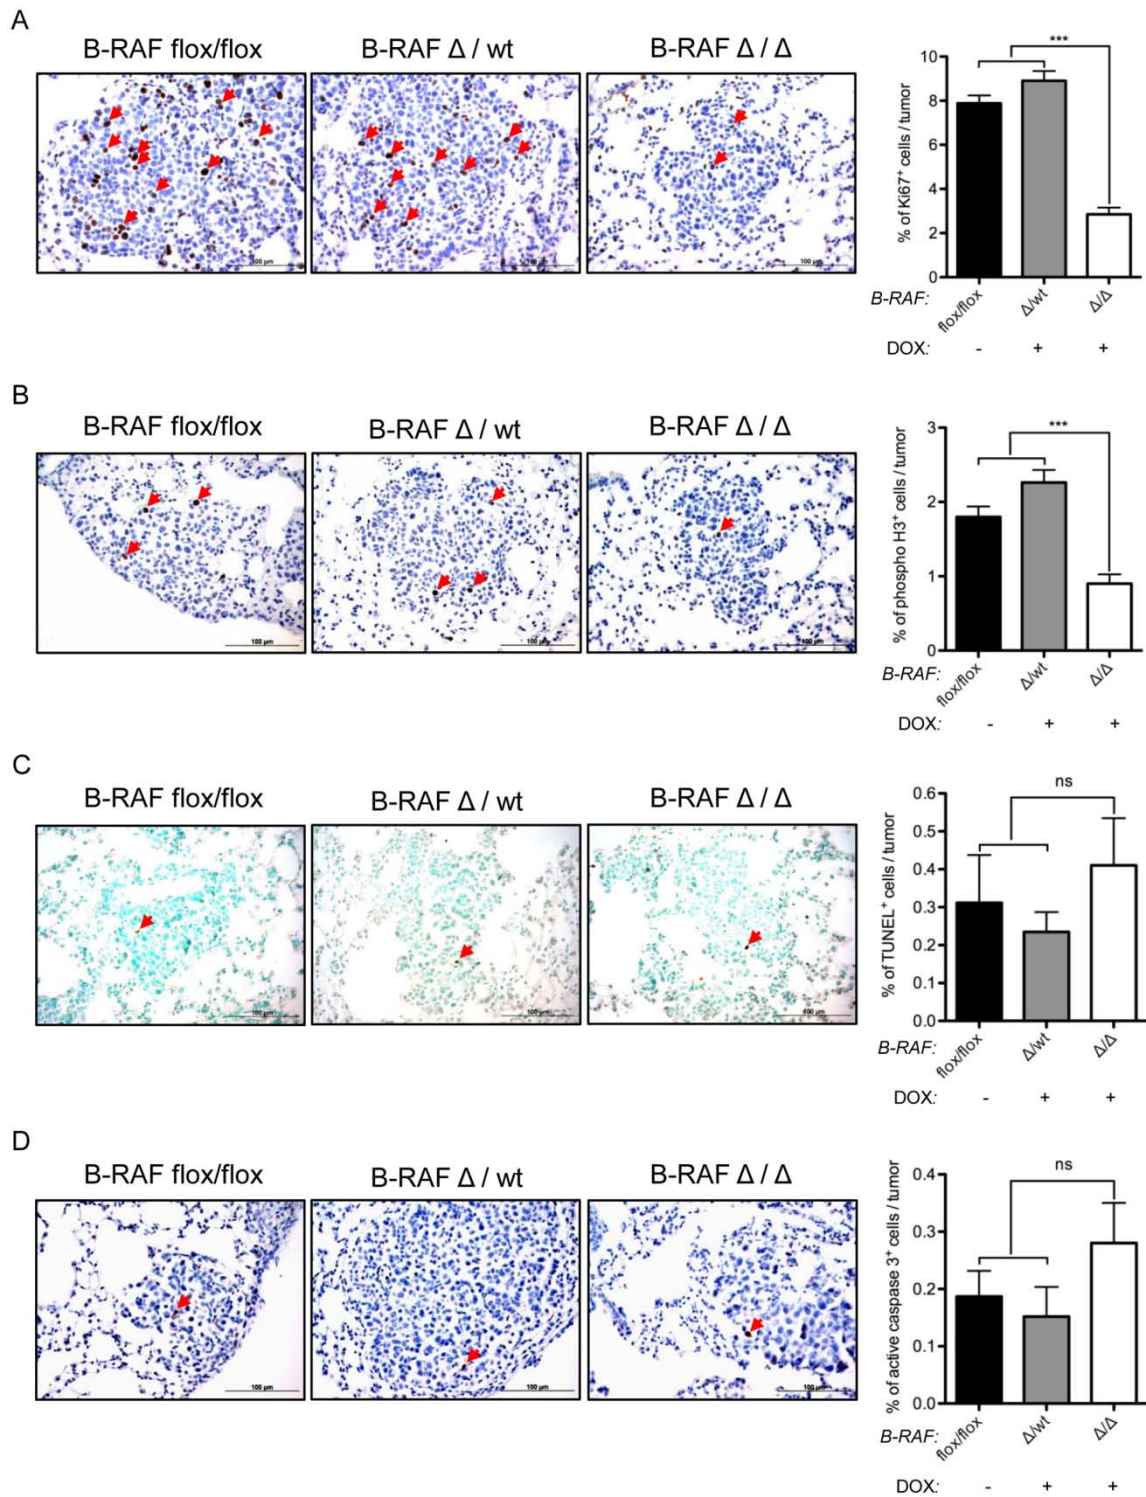 A
B-RAF flox/flox
B-RAF Δ / wt
B-RAF Δ / Δ
100 µm
100 µm
100 µm
% of Ki67⁺ cells / tumor
10
8
6
4
2
0
***
B-RAF:
flox/flox
Δ/wt
Δ/Δ
DOX:
- + +
B
B-RAF flox/flox
B-RAF Δ / wt
B-RAF Δ / Δ
100 µm
100 µm
100 µm
% of phospho H3⁺ cells / tumor
3
2
1
0
***
B-RAF:
flox/flox
Δ/wt
Δ/Δ
DOX:
- + +
C
B-RAF flox/flox
B-RAF Δ / wt
B-RAF Δ / Δ
100 µm
100 µm
100 µm
% of TUNEL⁺ cells / tumor
0.6
0.5
0.4
0.3
0.2
0.1
0.0
ns
B-RAF:
flox/flox
Δ/wt
Δ/Δ
DOX:
- + +
D
B-RAF flox/flox
B-RAF Δ / wt
B-RAF Δ / Δ
100 µm
100 µm
100 µm
% of active caspase 3⁺ cells / tumor
0.4
0.3
0.2
0.1
0.0
ns
B-RAF:
flox/flox
Δ/wt
Δ/Δ
DOX:
- + +